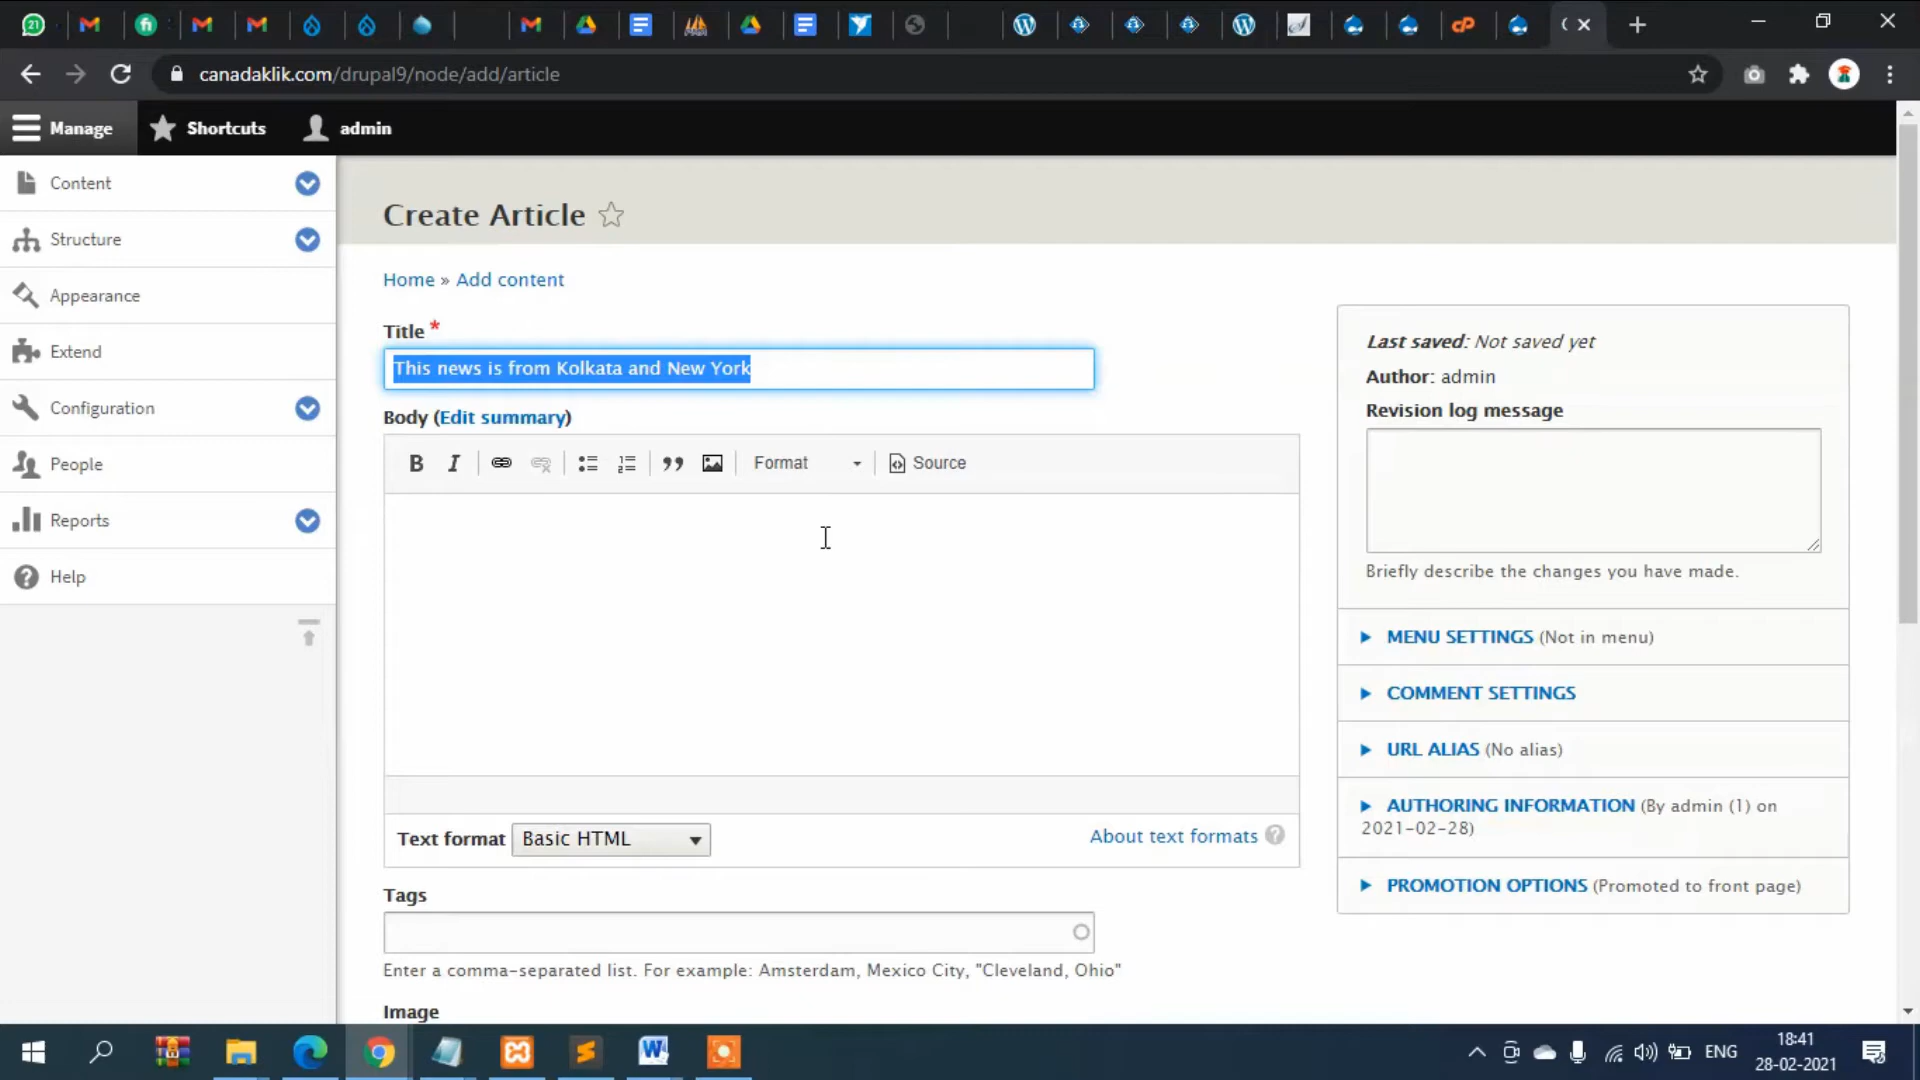 21
canadaklik.com/drupal9/node/add/article
Manage
Shortcuts
admin
Content
Structure
Appearance
Extend
Configuration
People
Reports
Help
Create Article
Home » Add content
Title *
This news is from Kolkata and New York
Body (Edit summary)
B I
Format
Source
Text format Basic HTML
About text formats ?
Tags
Enter a comma-separated list. For example: Amsterdam, Mexico City, "Cleveland, Ohio"
Image
Last saved: Not saved yet
Author: admin
Revision log message
Briefly describe the changes you have made.
MENU SETTINGS (Not in menu)
COMMENT SETTINGS
URL ALIAS (No alias)
AUTHORING INFORMATION (By admin (1) on
2021-02-28)
PROMOTION OPTIONS (Promoted to front page)
ENG
18:41
28-02-2021